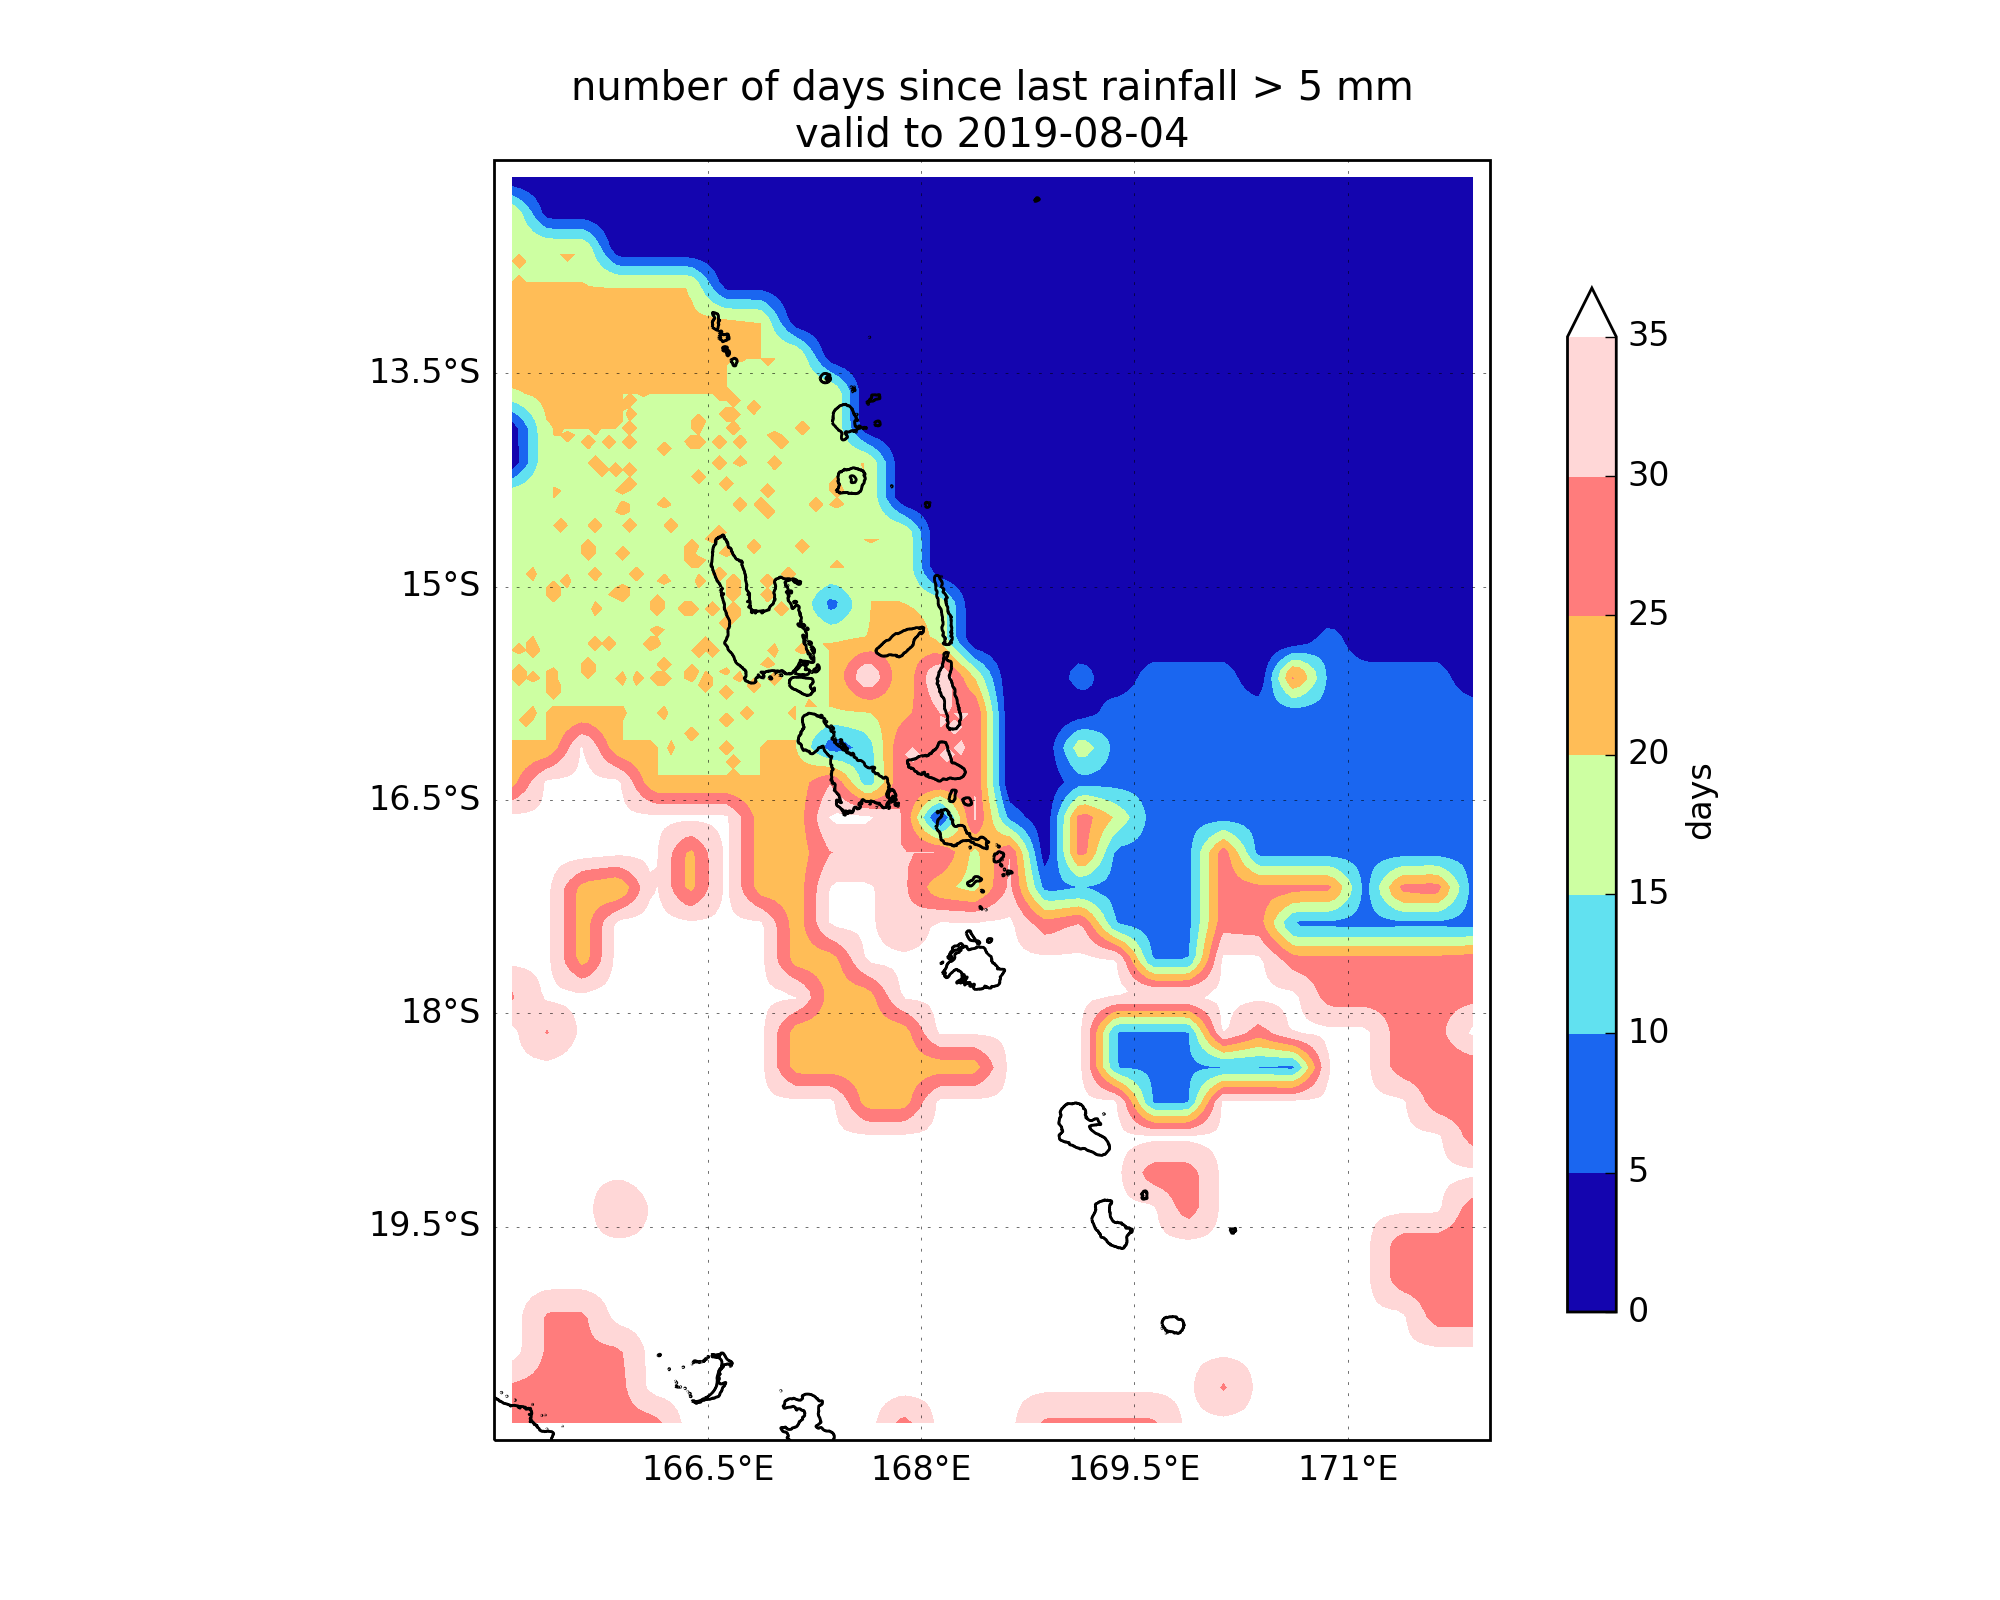 number of days since last rainfall > 5 mm
valid to 2019-08-04
13.5°S
15°S
16.5°S
18°S
19.5°S
166.5°E
168°E
169.5°E
171°E
35
30
25
20
15
10
5
0
days